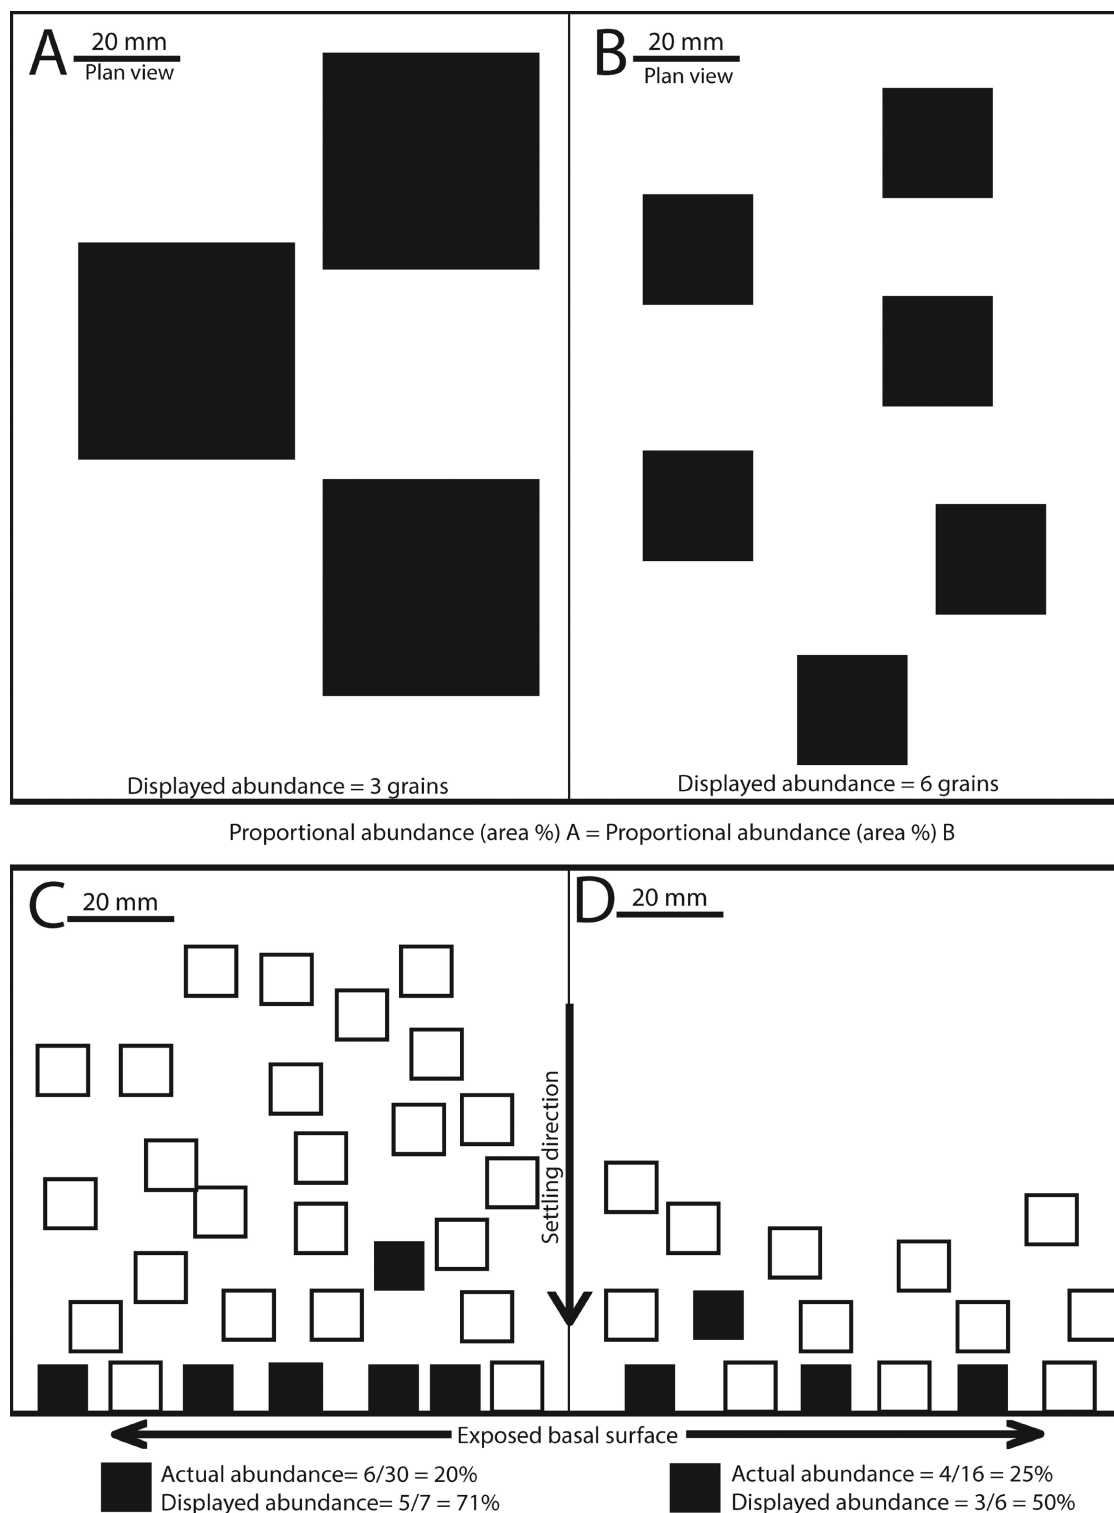 A
20 mm
Plan view
B
20 mm
Plan view
Displayed abundance = 3 grains
Displayed abundance = 6 grains
Proportional abundance (area %) A = Proportional abundance (area %) B
C
20 mm
D
20 mm
Settling direction
Exposed basal surface
Actual abundance= 6/30 = 20%
Displayed abundance= 5/7 = 71%
Actual abundance = 4/16 = 25%
Displayed abundance = 3/6 = 50%